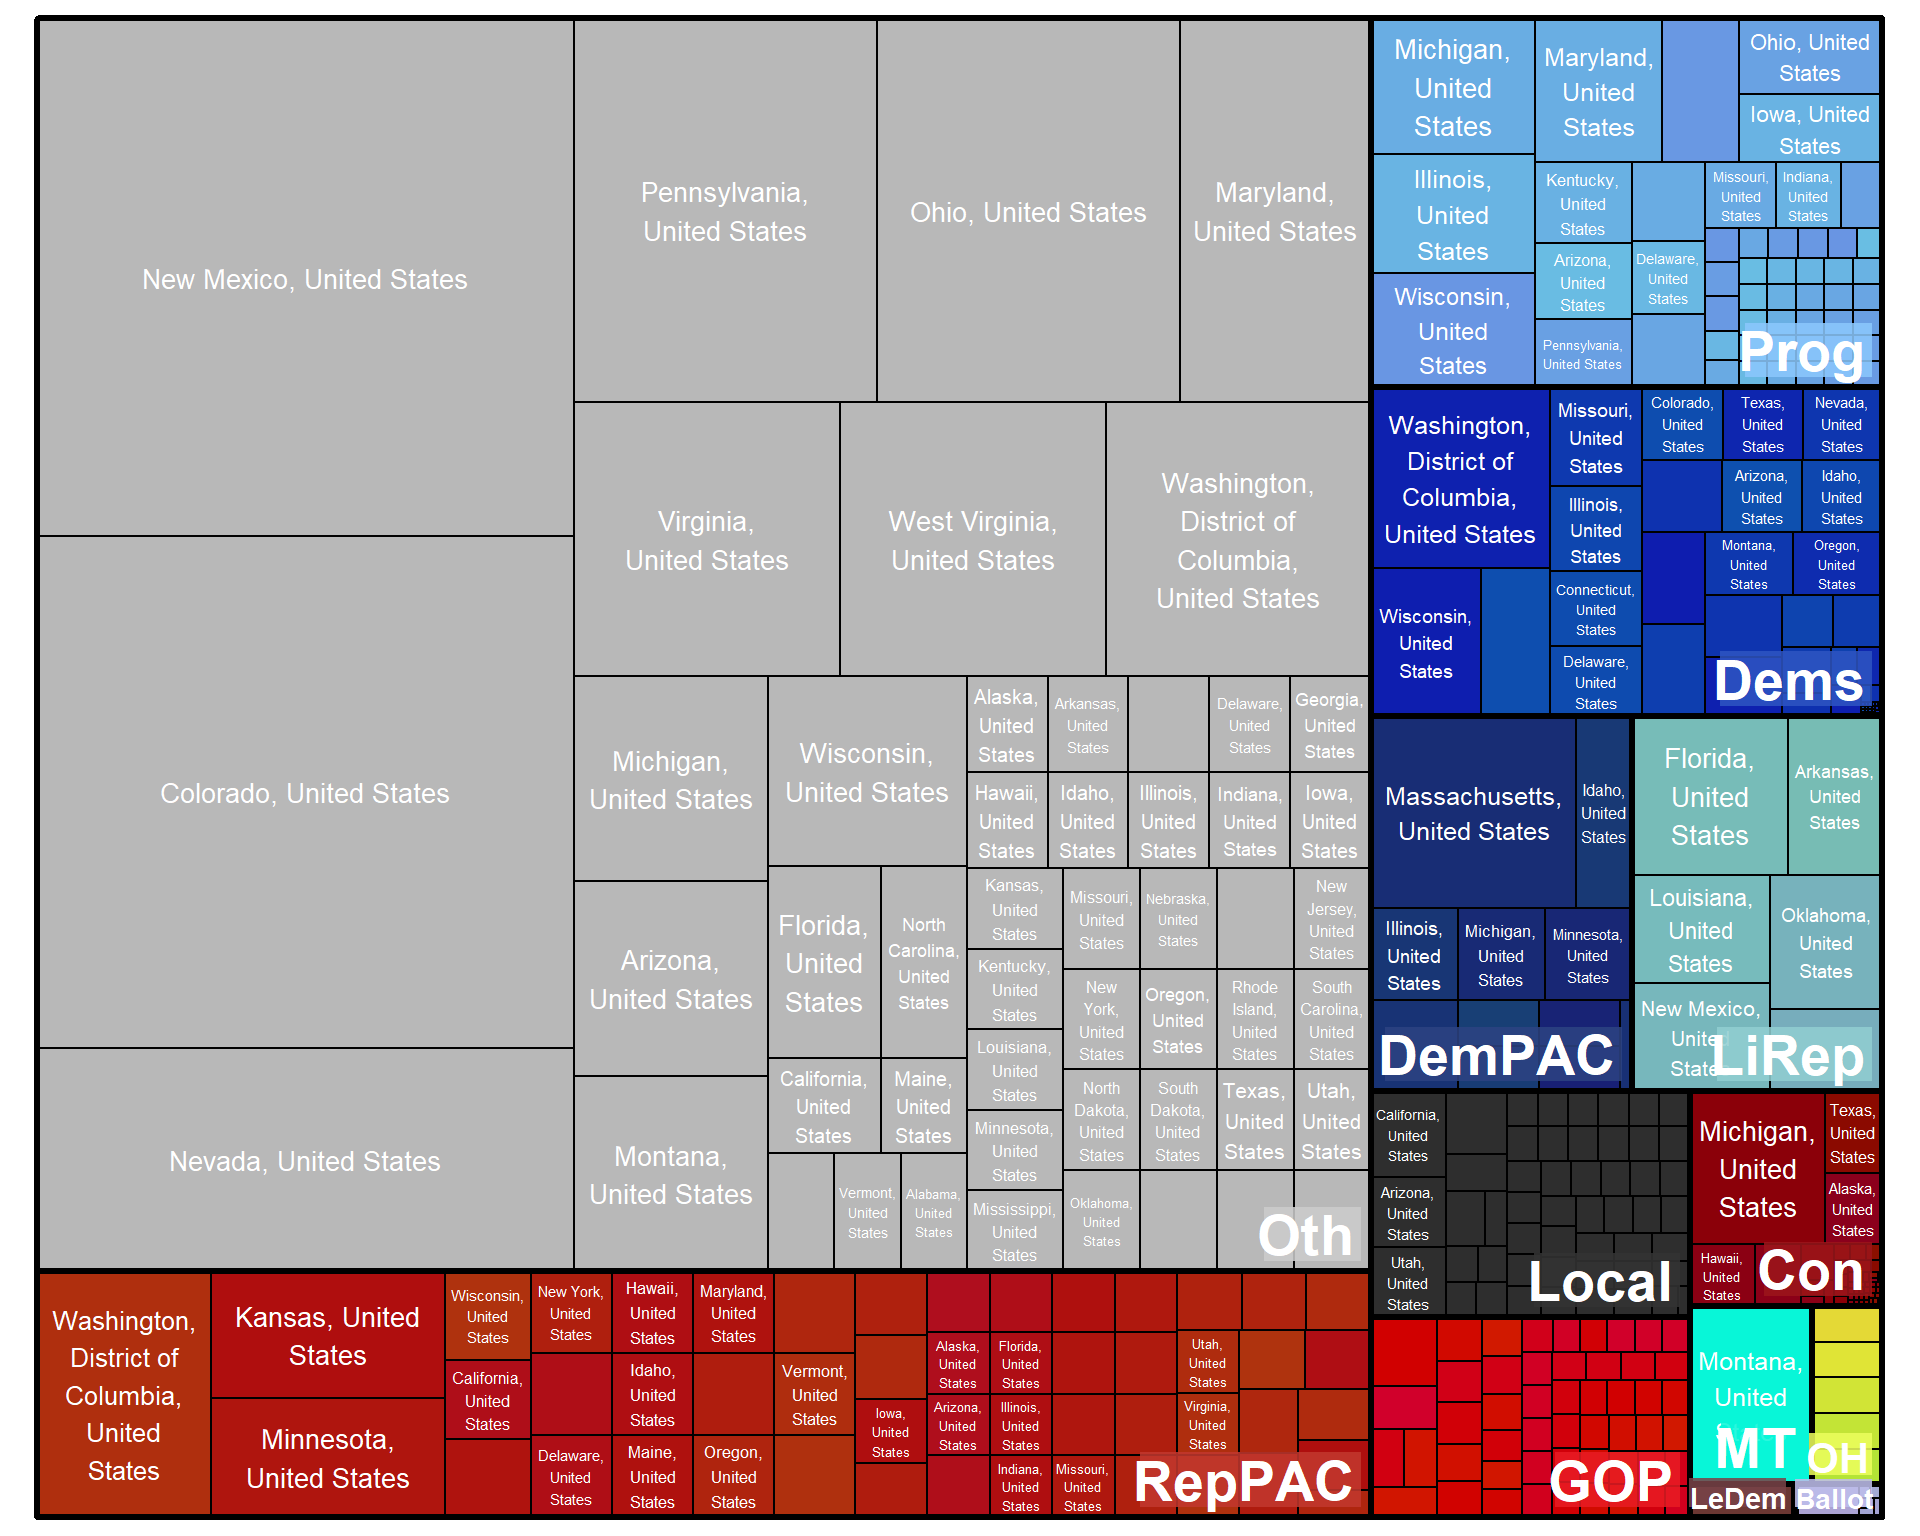 New Mexico, United States
Colorado, United States
Nevada, United States
Pennsylvania,
United States
Ohio, United States
Maryland,
United States
Virginia,
United States
West Virginia,
United States
Washington,
District of
Columbia,
United States
Michigan,
United States
Arizona,
United States
Montana,
United States
Wisconsin,
United States
Florida,
United
States
North
Carolina,
United
States
California,
United
States
Maine,
United
States
Vermont,
United
States
Alabama,
United
States
Alaska,
United
States
Arkansas,
United
States
Delaware,
United
States
Georgia,
United
States
Hawaii,
United
States
Idaho,
United
States
Illinois,
United
States
Indiana,
United
States
Iowa,
United
States
Kansas,
United
States
Kentucky,
United
States
Louisiana,
United
States
Minnesota,
United
States
Mississippi,
United
States
Missouri,
United
States
Nebraska,
United
States
New
Jersey,
United
States
New
York,
United
States
Oregon,
United
States
Rhode
Island,
United
States
South
Carolina,
United
States
North
Dakota,
United
States
South
Dakota,
United
States
Texas,
United
States
Utah,
United
States
Oklahoma,
United
States
Oth
Washington,
District of
Columbia,
United
States
Kansas, United
States
Minnesota,
United States
Wisconsin,
United
States
California,
United
States
New York,
United
States
Delaware,
United
States
Hawaii,
United
States
Idaho,
United
States
Maine,
United
States
Maryland,
United
States
Oregon,
United
States
Vermont,
United
States
Iowa,
United
States
Alaska,
United
States
Arizona,
United
States
Florida,
United
States
Illinois,
United
States
Indiana,
United
States
Missouri,
United
States
Utah,
United
States
Virginia,
United
States
RepPAC
Michigan,
United
States
Illinois,
United
States
Wisconsin,
United
States
Maryland,
United
States
Ohio, United
States
Iowa, United
States
Kentucky,
United
States
Arizona,
United
States
Pennsylvania,
United States
Delaware,
United
States
Missouri,
United
States
Indiana,
United
States
Prog
Washington,
District of
Columbia,
United States
Wisconsin,
United
States
Missouri,
United
States
Illinois,
United
States
Connecticut,
United
States
Delaware,
United
States
Colorado,
United
States
Texas,
United
States
Nevada,
United
States
Arizona,
United
States
Idaho,
United
States
Montana,
United
States
Oregon,
United
States
Dems
Massachusetts,
United States
Idaho,
United
States
Illinois,
United
States
Michigan,
United
States
Minnesota,
United
States
DemPAC
Florida,
United
States
Arkansas,
United
States
Louisiana,
United
States
Oklahoma,
United
States
New Mexico,
United
States
LiRep
California,
United
States
Arizona,
United
States
Utah,
United
States
Local
Michigan,
United
States
Texas,
United
States
Alaska,
United
States
Hawaii,
United
States
Con
GOP
Montana,
United
States
MT
OH
LeDem
Ballot